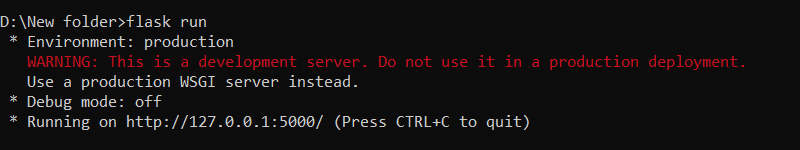 D:\New folder>flask run
* Environment: production
WARNING: This is a development server. Do not use it in a production deployment.
Use a production WSGI server instead.
* Debug mode: off
* Running on http://127.0.0.1:5000/ (Press CTRL+C to quit)